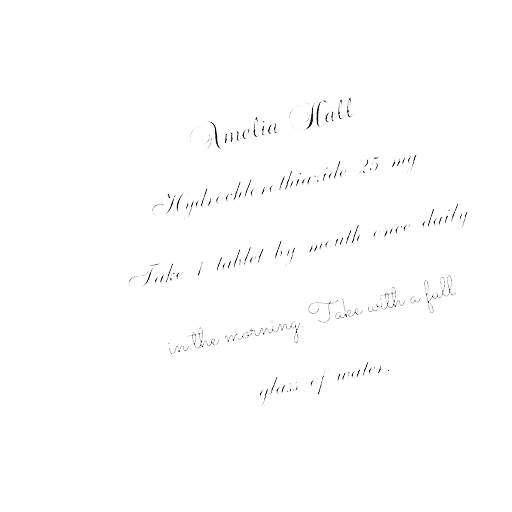 Amelia Hall
Hydrochlorothiazide 25 mg
Take 1 tablet by mouth once daily
in the morning. Take with a full
glass of water.